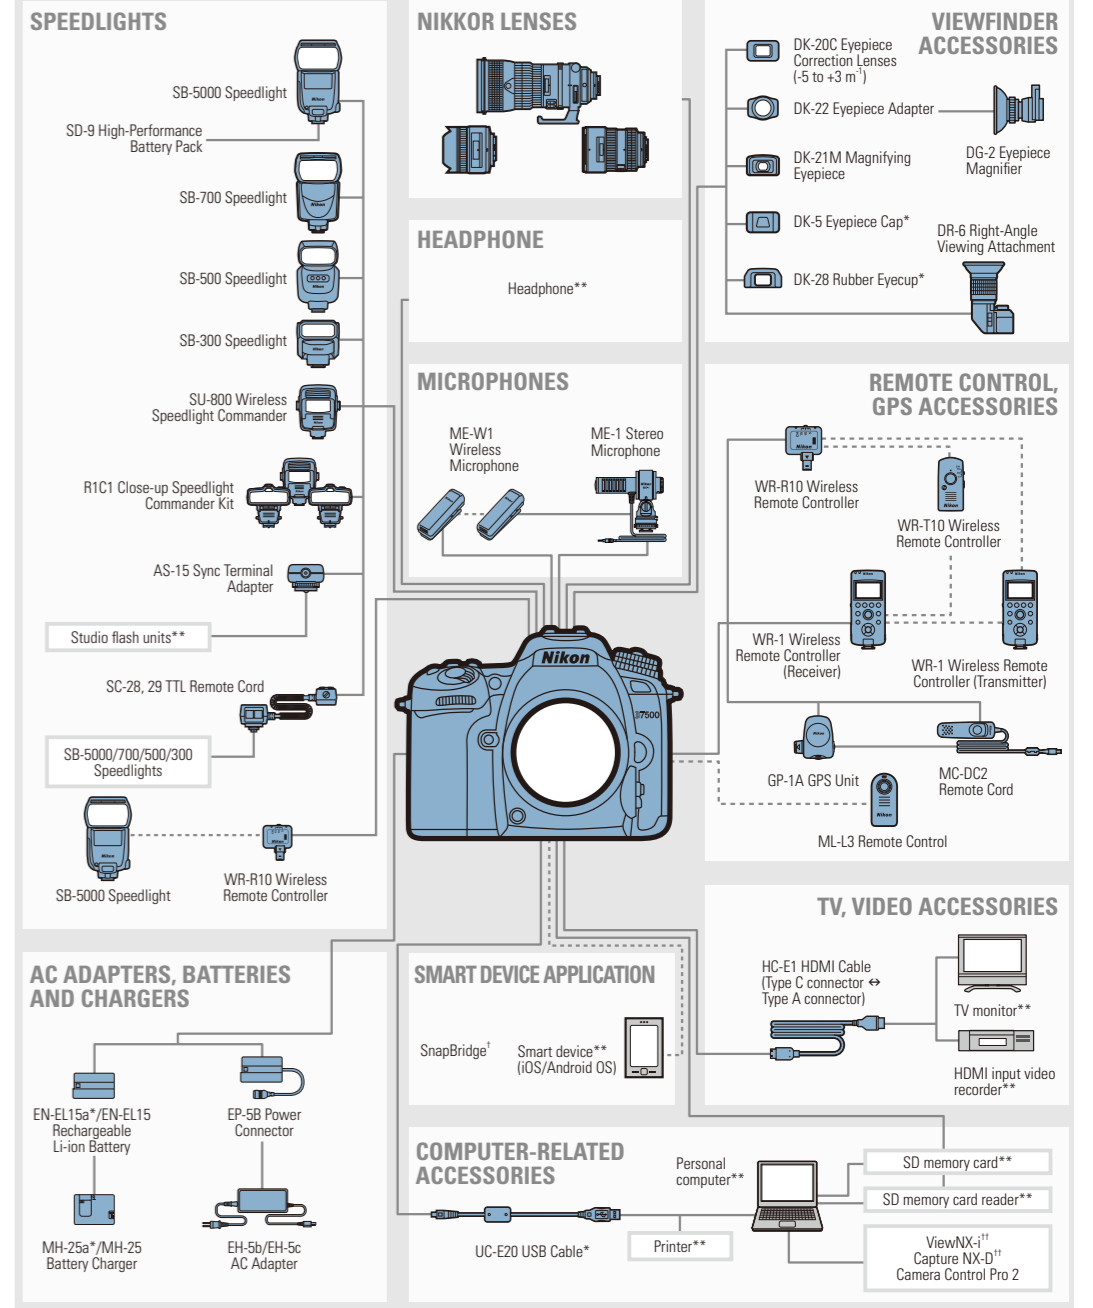 SPEEDLIGHTS
SB-5000 Speedlight
SD-9 High-Performance
Battery Pack
SB-700 Speedlight
SB-500 Speedlight
SB-300 Speedlight
SU-800 Wireless
Speedlight Commander
R1C1 Close-up Speedlight
Commander Kit
AS-15 Sync Terminal
Adapter
Studio flash units**
SC-28, 29 TTL Remote Cord
SB-5000/700/500/300
Speedlights
SB-5000 Speedlight
WR-R10 Wireless
Remote Controller
NIKKOR LENSES
HEADPHONE
Headphone**
MICROPHONES
ME-W1
Wireless
Microphone
ME-1 Stereo
Microphone
VIEWFINDER
ACCESSORIES
DK-20C Eyepiece
Correction Lenses
(-5 to +3 m⁻¹)
DK-22 Eyepiece Adapter
DG-2 Eyepiece
Magnifier
DK-21M Magnifying
Eyepiece
DK-5 Eyepiece Cap*
DR-6 Right-Angle
Viewing Attachment
DK-28 Rubber Eyecup*
REMOTE CONTROL,
GPS ACCESSORIES
WR-R10 Wireless
Remote Controller
WR-T10 Wireless
Remote Controller
WR-1 Wireless
Remote Controller
(Receiver)
WR-1 Wireless Remote
Controller (Transmitter)
GP-1A GPS Unit
MC-DC2
Remote Cord
ML-L3 Remote Control
Nikon
D7500
TV, VIDEO ACCESSORIES
HC-E1 HDMI Cable
(Type C connector ↔
Type A connector)
TV monitor**
HDMI input video
recorder**
AC ADAPTERS, BATTERIES
AND CHARGERS
EN-EL15a*/EN-EL15
Rechargeable
Li-ion Battery
EP-5B Power
Connector
MH-25a*/MH-25
Battery Charger
EH-5b/EH-5c
AC Adapter
SMART DEVICE APPLICATION
SnapBridge†
Smart device**
(iOS/Android OS)
COMPUTER-RELATED
ACCESSORIES
Personal
computer**
SD memory card**
SD memory card reader**
UC-E20 USB Cable*
Printer**
ViewNX-i††
Capture NX-D††
Camera Control Pro 2